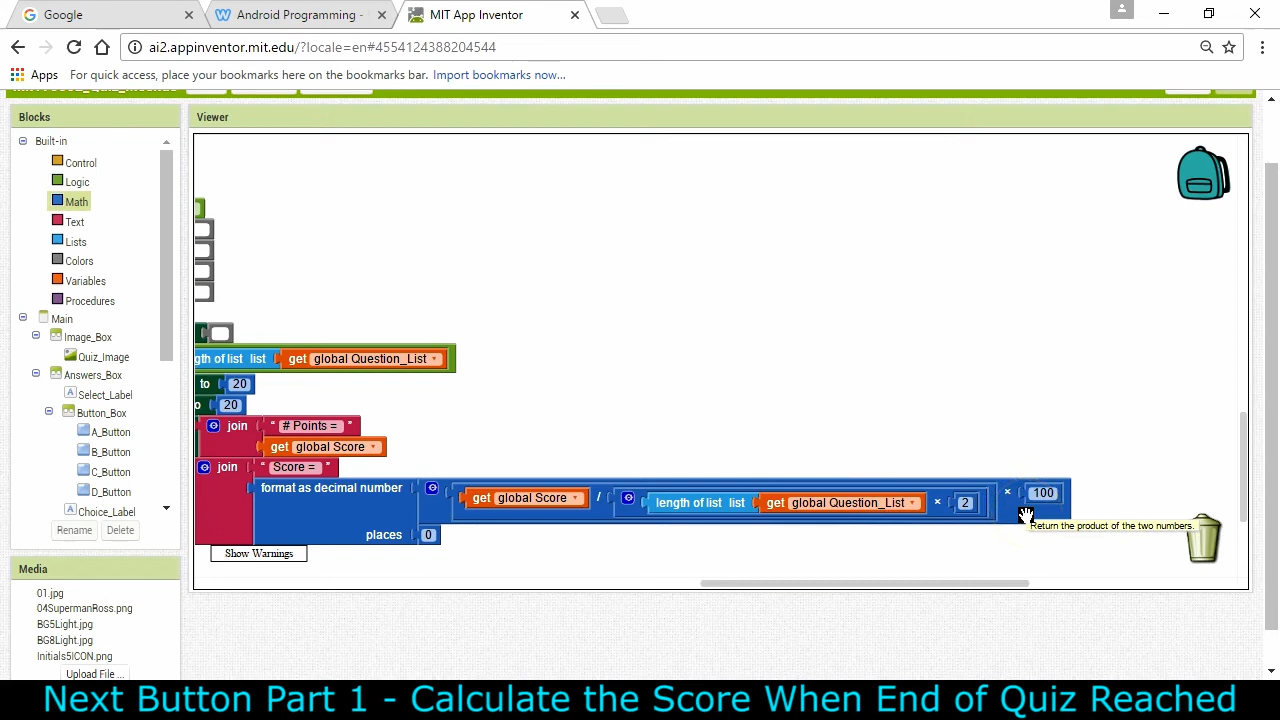 Google
Android Programming -
MIT App Inventor
ai2.appinventor.mit.edu/?locale=en#4554124388204544
Apps For quick access, place your bookmarks here on the bookmarks bar. Import bookmarks now...
Blocks
Viewer
Built-in
Control
Logic
Math
Text
Lists
Colors
Variables
Procedures
Main
Image_Box
Quiz_Image
Answers_Box
Select_Label
Button_Box
A_Button
B_Button
C_Button
D_Button
Choice_Label
Rename Delete
Media
01.jpg
04SupermanRoss.png
BG5Light.jpg
BG8Light.jpg
Initials5ICON.png
Upload File ...
gth of list list get global Question_List
to 20
o 20
join " # Points = "
get global Score
join " Score = "
format as decimal number get global Score / length of list list get global Question_List × 2 × 100
places 0
Show Warnings
Return the product of the two numbers.
Next Button Part 1 - Calculate the Score When End of Quiz Reached